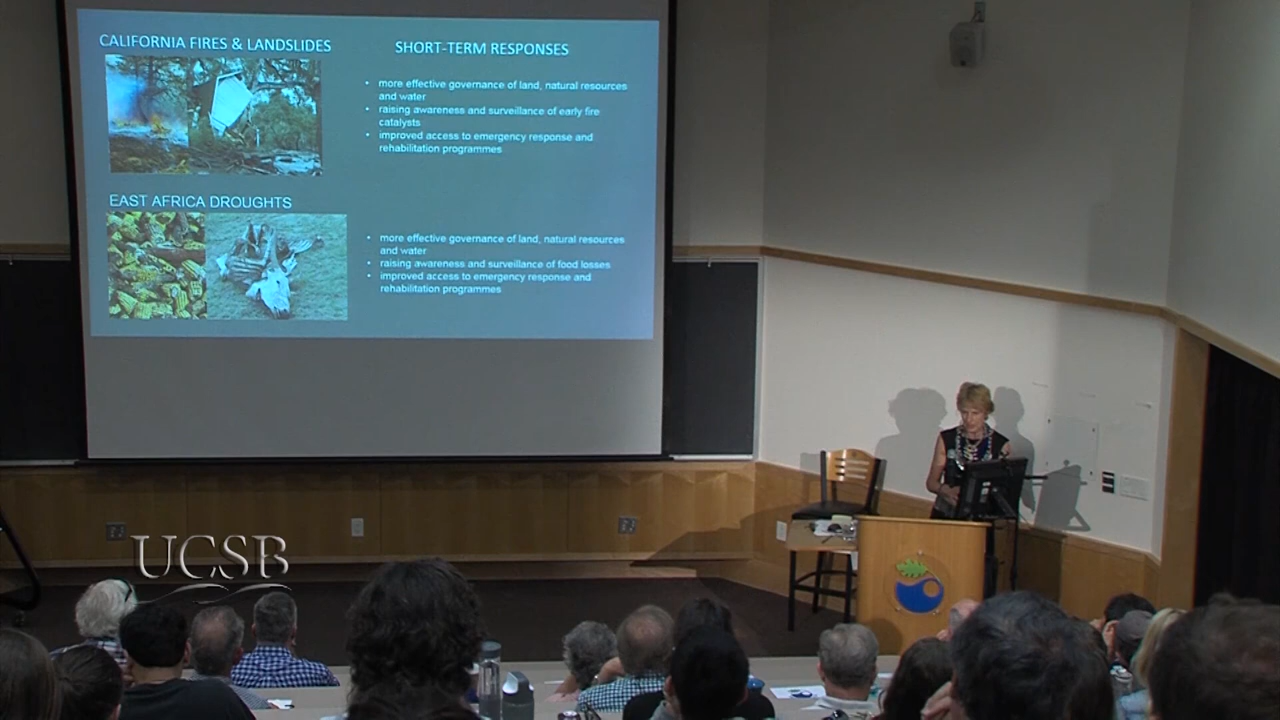 CALIFORNIA FIRES & LANDSLIDES
SHORT-TERM RESPONSES
• more effective governance of land, natural resources
and water
• raising awareness and surveillance of early fire
catalysts
• improved access to emergency response and
rehabilitation programmes
EAST AFRICA DROUGHTS
• more effective governance of land, natural resources
and water
• raising awareness and surveillance of food losses
• improved access to emergency response and
rehabilitation programmes
UCSB